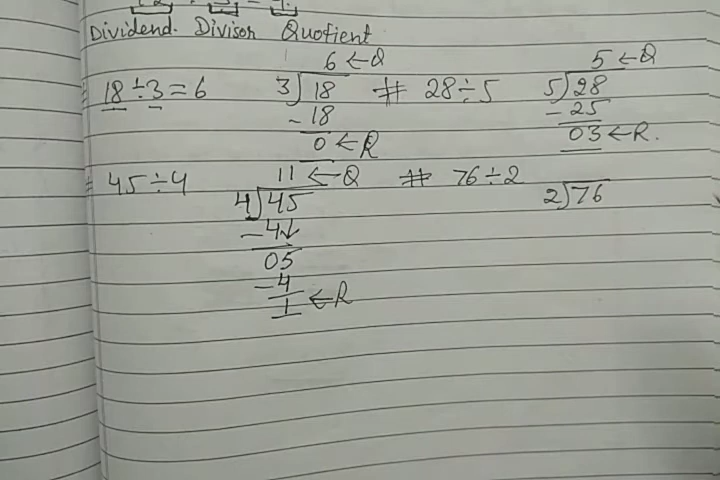 Dividend. Divisor Quotient
18 ÷ 3 = 6
6 ← Q
3)18
- 18
0 ← R
# 28 ÷ 5
5 ← Q
5)28
- 25
03 ← R.
45 ÷ 4
11 ← Q
4)45
- 4↓
05
- 4
1 ← R
# 76 ÷ 2
2)76